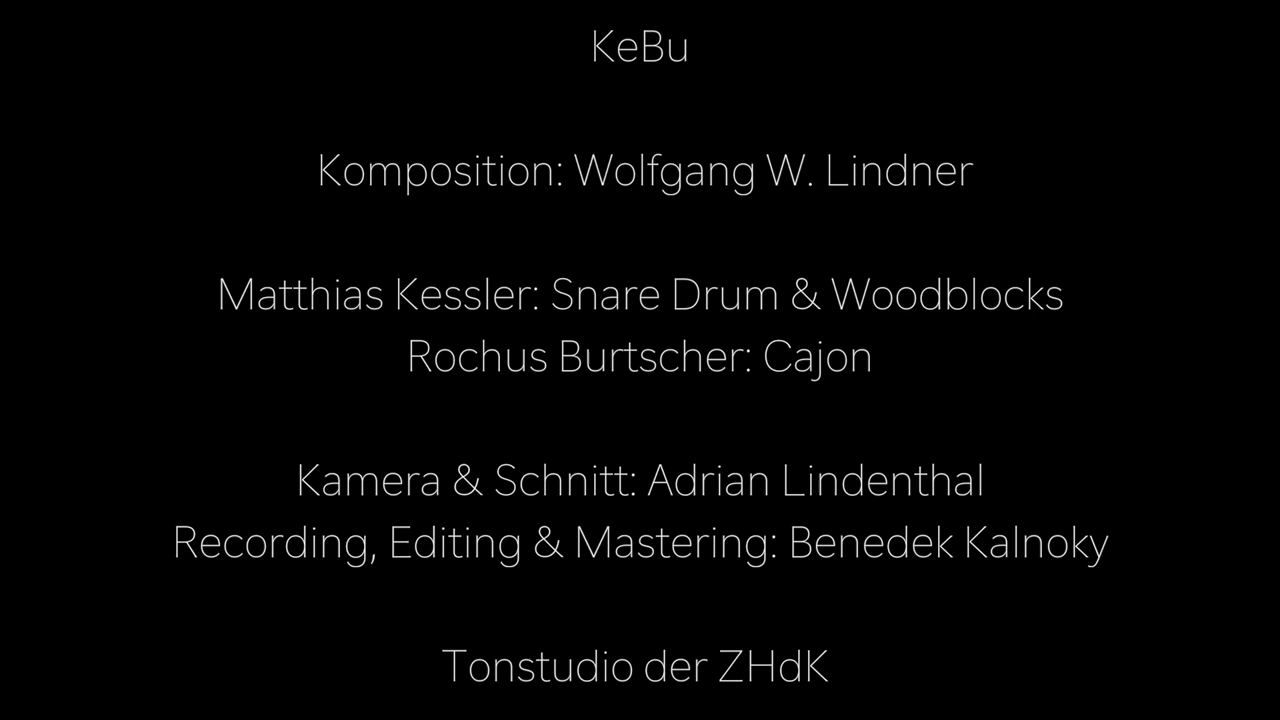 KeBu
Komposition: Wolfgang W. Lindner
Matthias Kessler: Snare Drum & Woodblocks
Rochus Burtscher: Cajon
Kamera & Schnitt: Adrian Lindenthal
Recording, Editing & Mastering: Benedek Kalnoky
Tonstudio der ZHdK